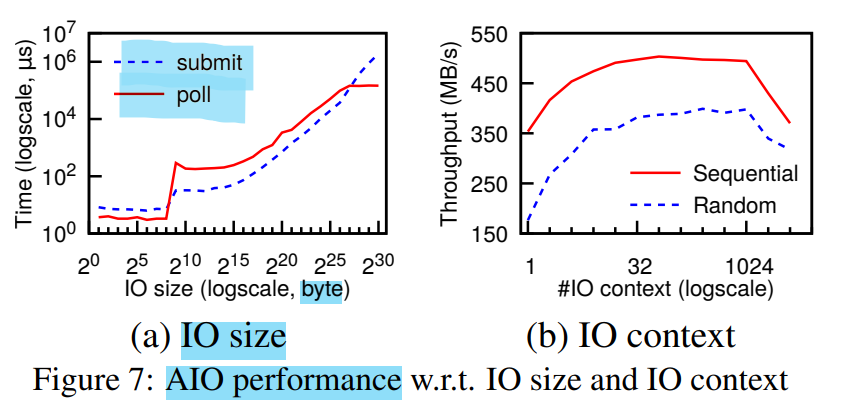 10^7
10^6
10^4
10^2
10^0
Time (logscale, µs)
submit
poll
2^0 2^5 2^10 2^15 2^20 2^25 2^30
IO size (logscale, byte)
(a) IO size
550
450
350
250
150
Throughput (MB/s)
Sequential
Random
1 32 1024
#IO context (logscale)
(b) IO context
Figure 7: AIO performance w.r.t. IO size and IO context